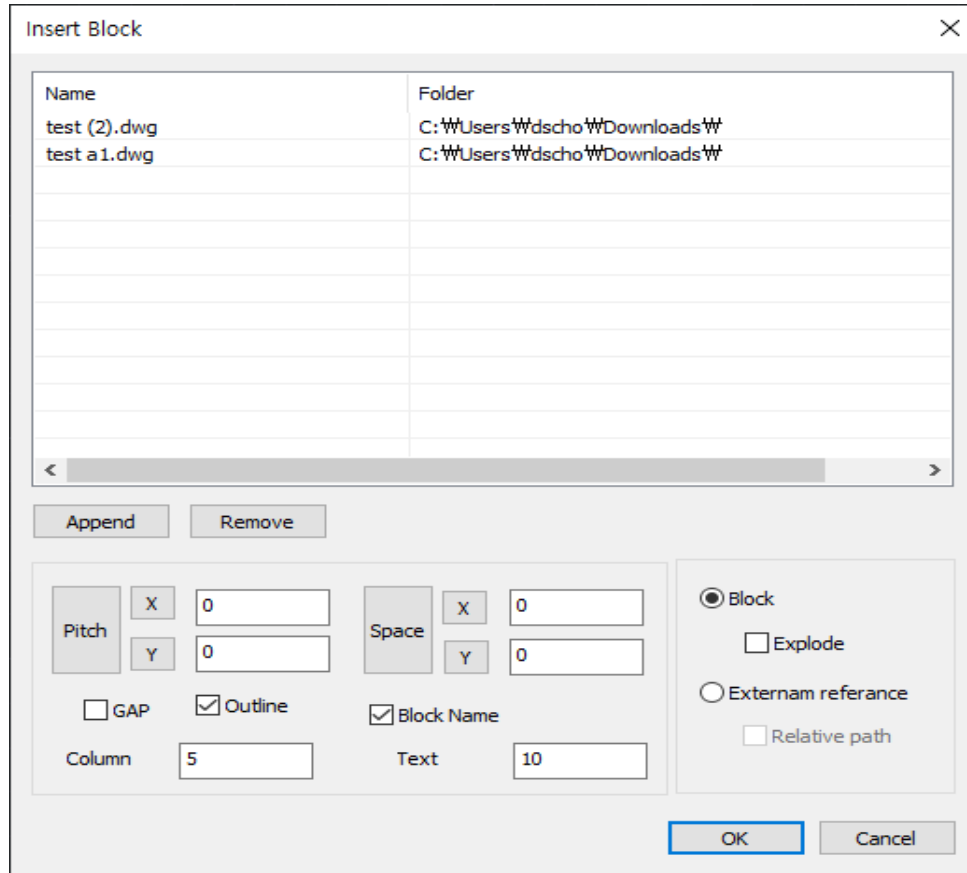 Insert Block
Name Folder
test (2).dwg C:₩Users₩dscho₩Downloads₩
test a1.dwg C:₩Users₩dscho₩Downloads₩
Append Remove
Pitch X 0 Space X 0
Y 0 Y 0
GAP Outline Block Name
Column 5 Text 10
Block
Explode
Externam referance
Relative path
OK Cancel